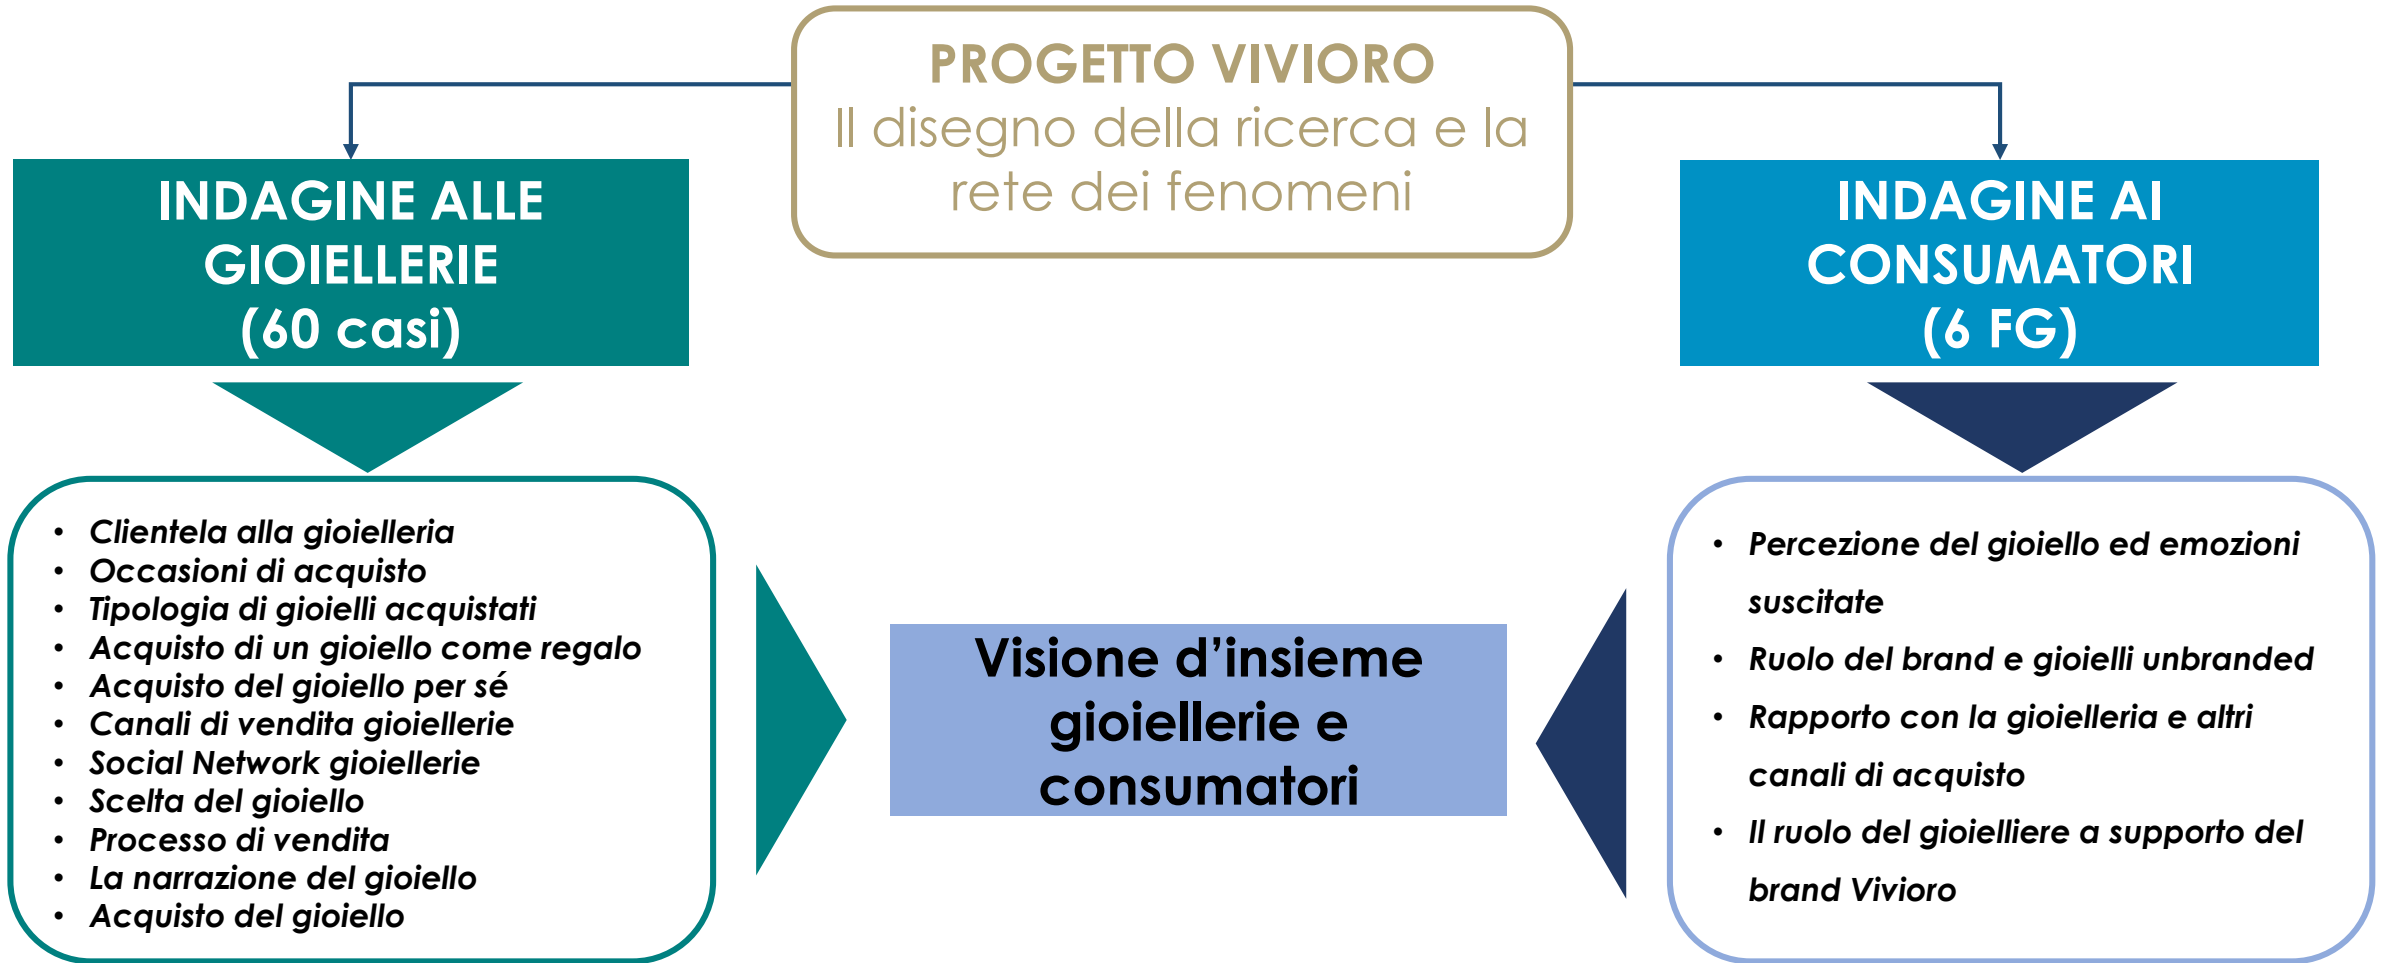 PROGETTO VIVIORO
Il disegno della ricerca e la
rete dei fenomeni
INDAGINE ALLE
GIOIELLERIE
(60 casi)
INDAGINE AI
CONSUMATORI
(6 FG)
• Clientela alla gioielleria
• Occasioni di acquisto
• Tipologia di gioielli acquistati
• Acquisto di un gioiello come regalo
• Acquisto del gioiello per sé
• Canali di vendita gioiellerie
• Social Network gioiellerie
• Scelta del gioiello
• Processo di vendita
• La narrazione del gioiello
• Acquisto del gioiello
Visione d’insieme
gioiellerie e
consumatori
• Percezione del gioiello ed emozioni
suscitate
• Ruolo del brand e gioielli unbranded
• Rapporto con la gioielleria e altri
canali di acquisto
• Il ruolo del gioielliere a supporto del
brand Vivioro